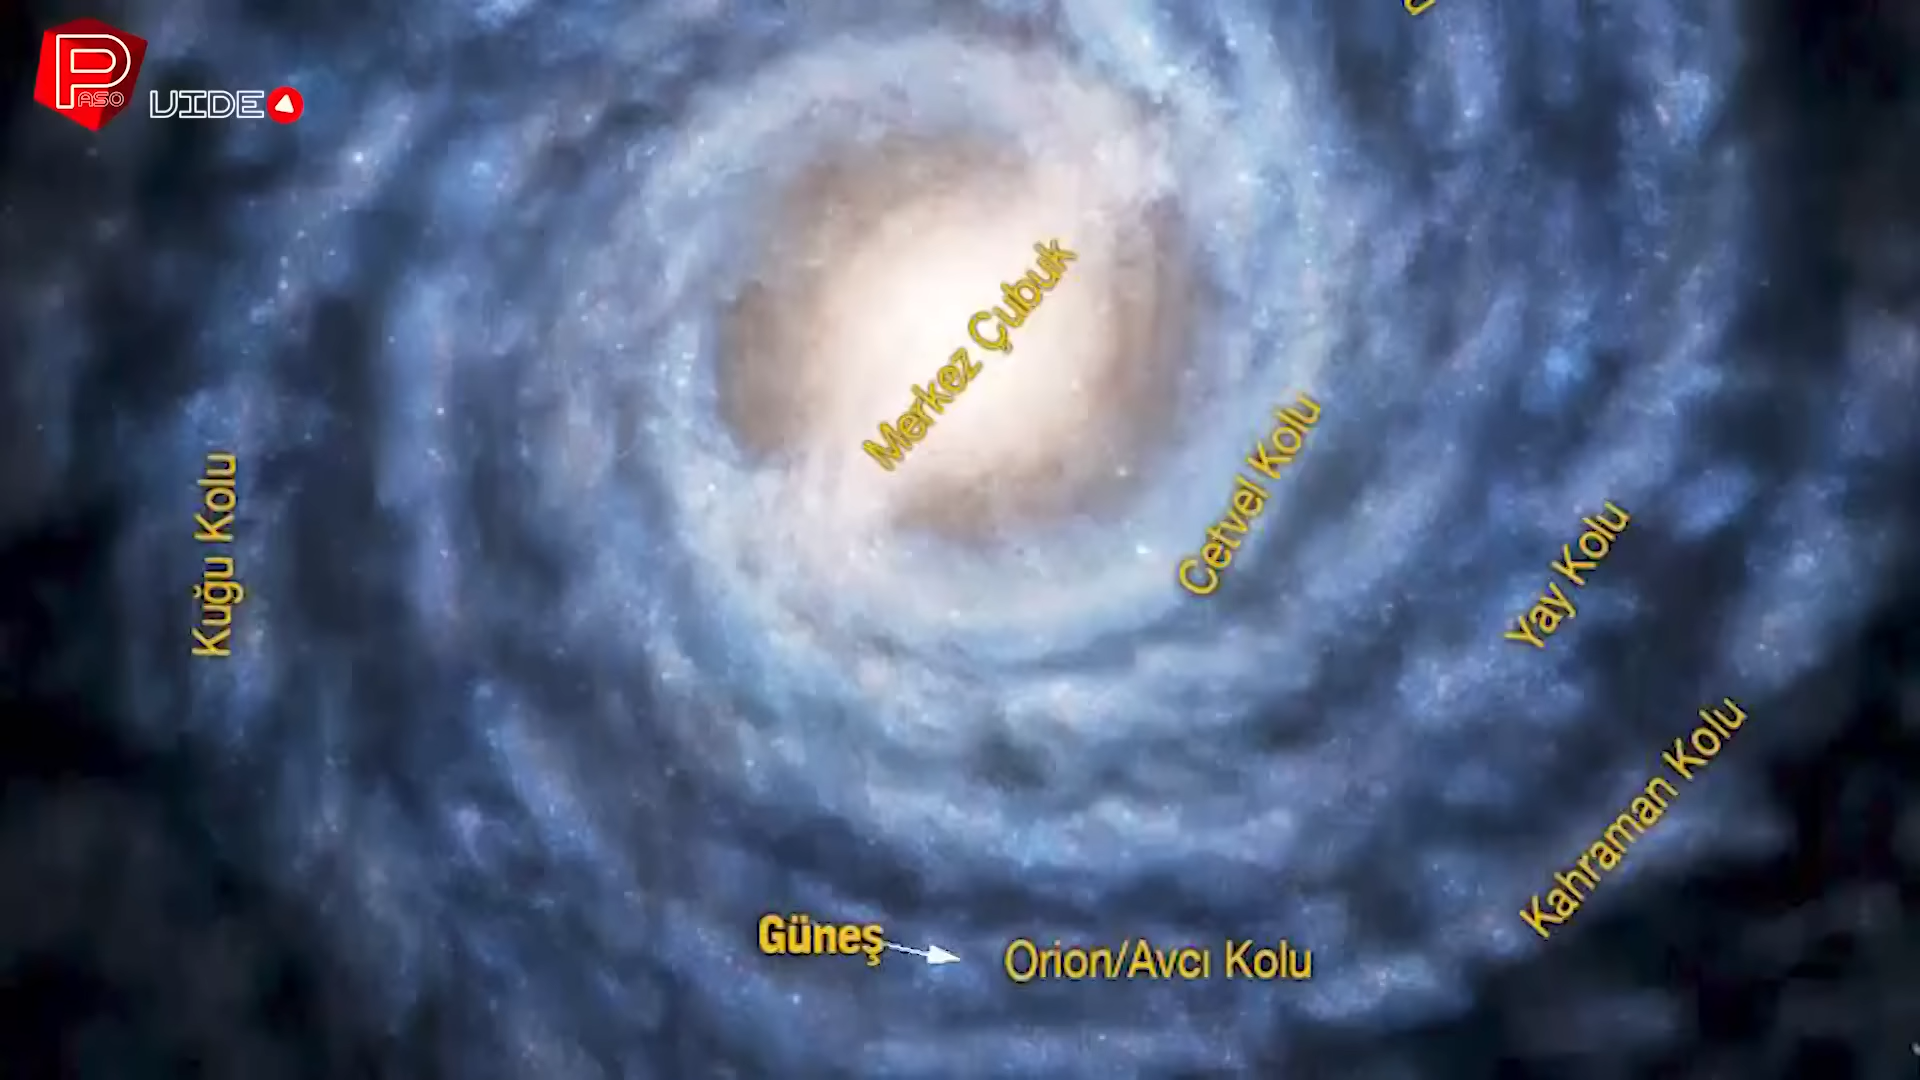 PASO
VIDEO
Merkez Çubuk
Cetvel Kolu
Kuğu Kolu
Yay Kolu
Kahraman Kolu
Güneş
Orion/Avcı Kolu